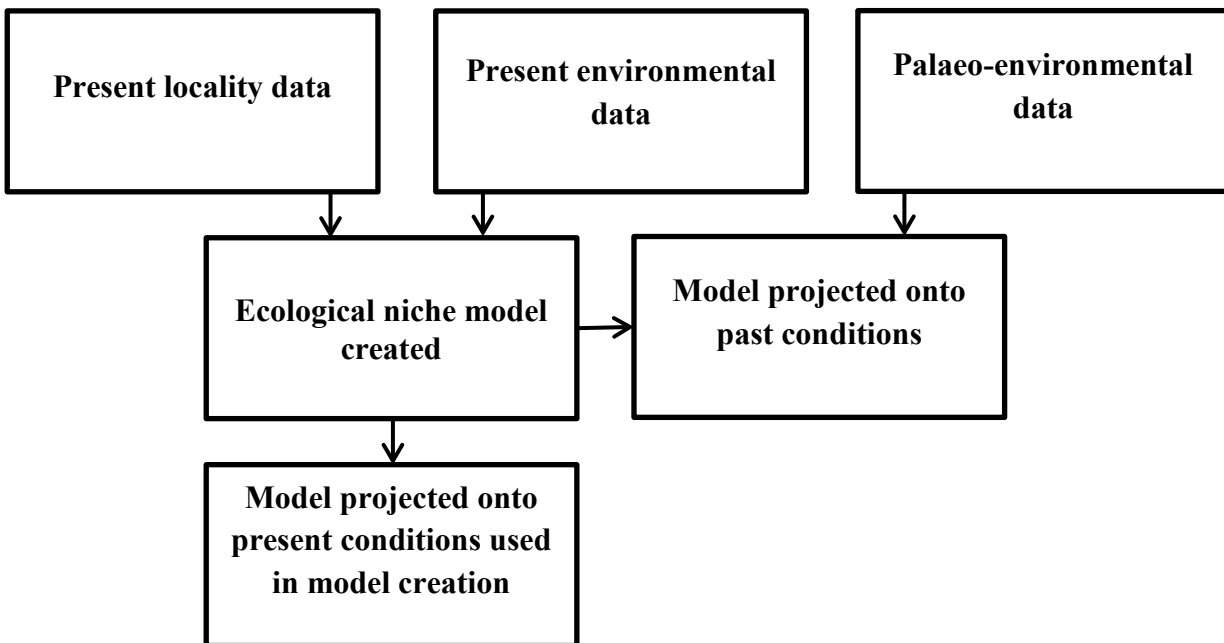 Present locality data
Present environmental
data
Palaeo-environmental
data
Ecological niche model
created
Model projected onto
past conditions
Model projected onto
present conditions used
in model creation